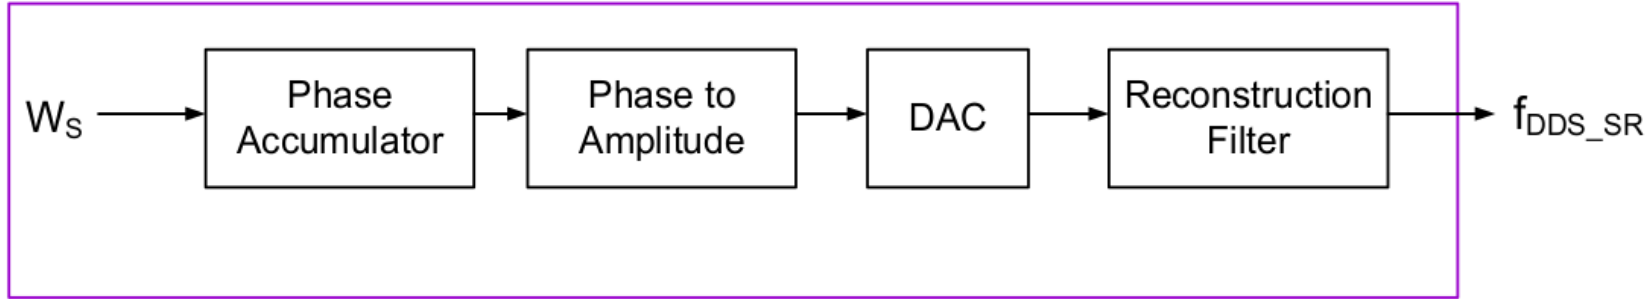 W_S
Phase
Accumulator
Phase to
Amplitude
DAC
Reconstruction
Filter
f_DDS_SR